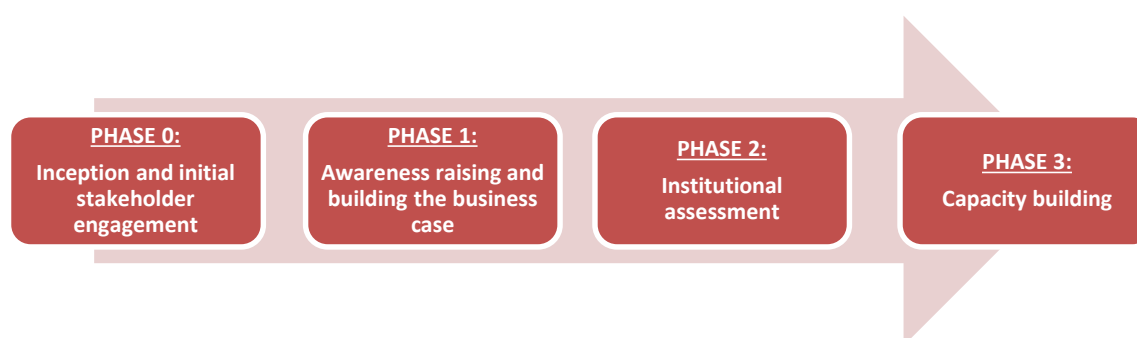 PHASE 0:
Inception and initial
stakeholder
engagement
PHASE 1:
Awareness raising and
building the business
case
PHASE 2:
Institutional
assessment
PHASE 3:
Capacity building